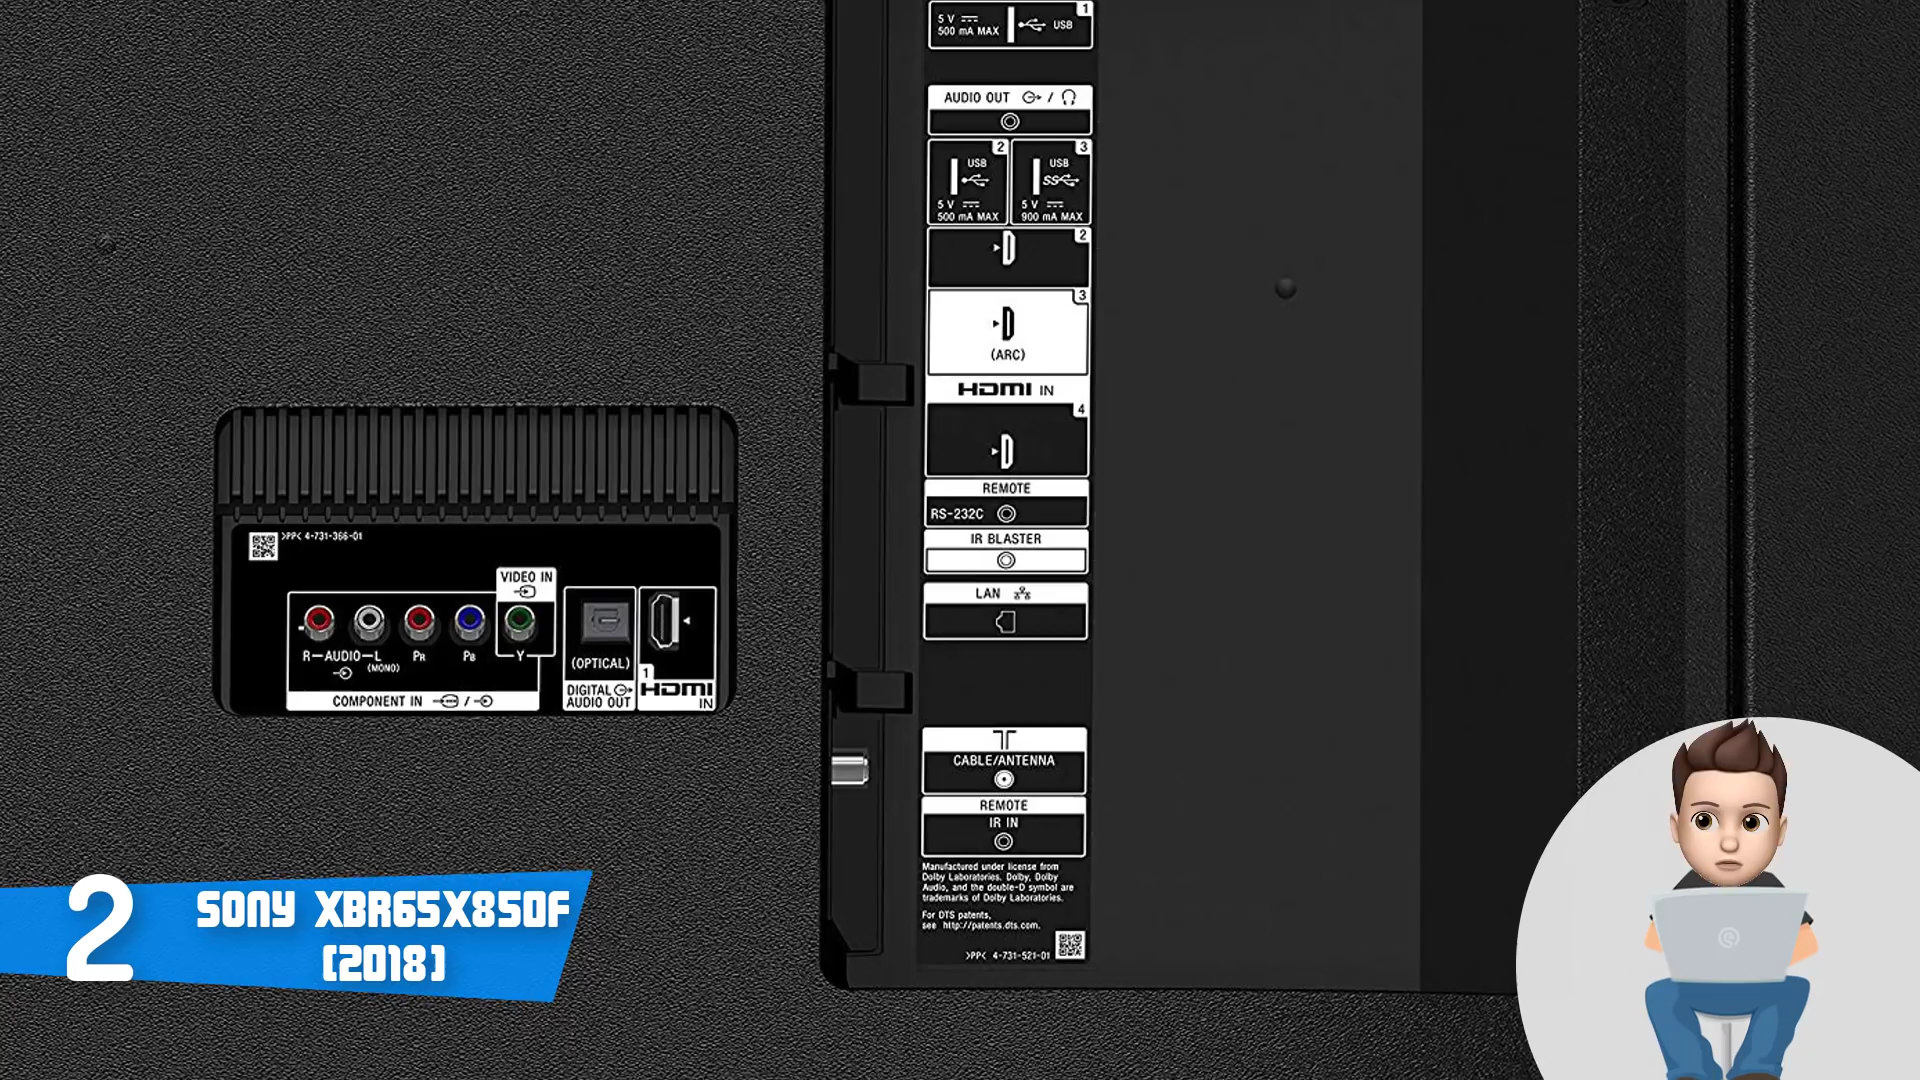 1
5 V
500 mA MAX
USB
AUDIO OUT /
2
USB
5 V
500 mA MAX
3
USB
SS
5 V
900 mA MAX
2
3
(ARC)
HDMI IN
4
REMOTE
RS-232C
IR BLASTER
LAN
>PP< 4-731-366-01
VIDEO IN
R-AUDIO-L
(MONO)
PR
PB
Y
COMPONENT IN /
(OPTICAL)
DIGITAL
AUDIO OUT
1
HDMI
IN
CABLE/ANTENNA
REMOTE
IR IN
Manufactured under license from
Dolby Laboratories. Dolby, Dolby
Audio, and the double-D symbol are
trademarks of Dolby Laboratories.
For DTS patents,
see http://patents.dts.com.
>PP< 4-731-521-01
2
SONY XBR65X850F
(2018)